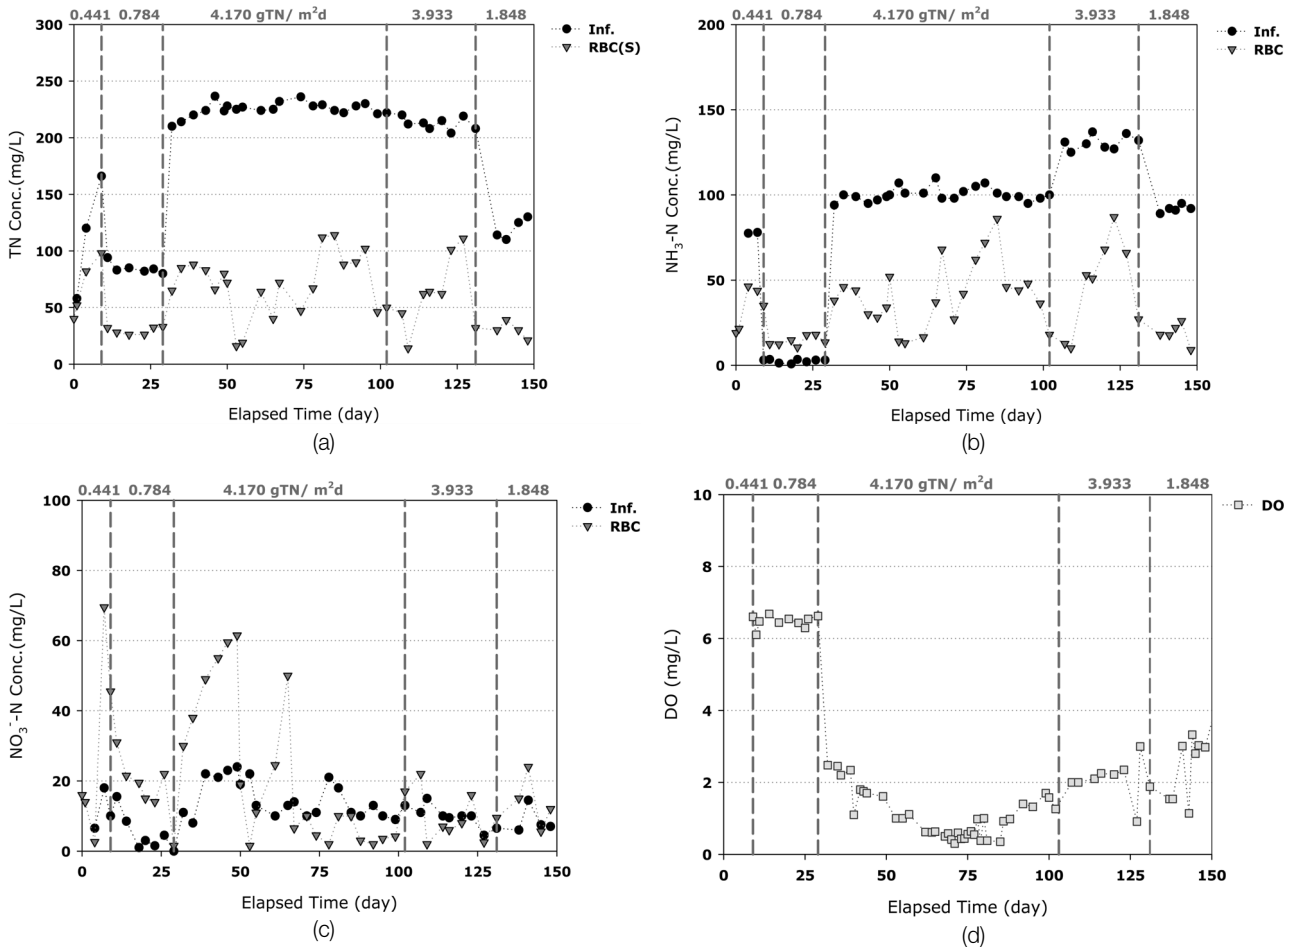 0.441 0.784 4.170 gTN/ m²d 3.933 1.848
300
250
200
150
100
50
0
TN Conc.(mg/L)
Inf.
RBC(S)
0 25 50 75 100 125 150
Elapsed Time (day)
(a)
0.441 0.784 4.170 gTN/ m²d 3.933 1.848
200
150
100
50
0
NH₃-N Conc.(mg/L)
Inf.
RBC
0 25 50 75 100 125 150
Elapsed Time (day)
(b)
0.441 0.784 4.170 gTN/ m²d 3.933 1.848
100
80
60
40
20
0
NO₃⁻-N Conc.(mg/L)
Inf.
RBC
0 25 50 75 100 125 150
Elapsed Time (day)
(c)
0.441 0.784 4.170 gTN/ m²d 3.933 1.848
10
8
6
4
2
0
DO (mg/L)
DO
0 25 50 75 100 125 150
Elapsed Time (day)
(d)